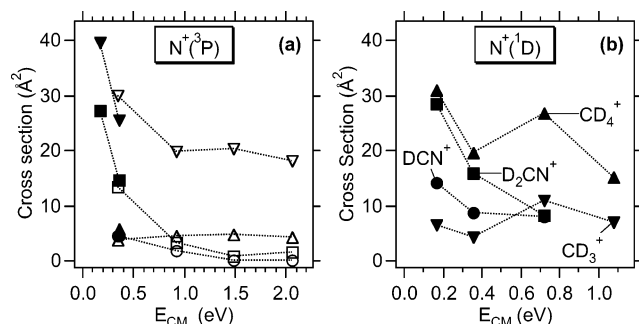 N⁺(³P) (a)
Cross section (Å²)
40
30
20
10
0
0.0 0.5 1.0 1.5 2.0
E_CM (eV)
N⁺(¹D) (b)
Cross Section (Å²)
40
30
20
10
0
CD₄⁺
DCN⁺
D₂CN⁺
CD₃⁺
0.0 0.2 0.4 0.6 0.8 1.0
E_CM (eV)